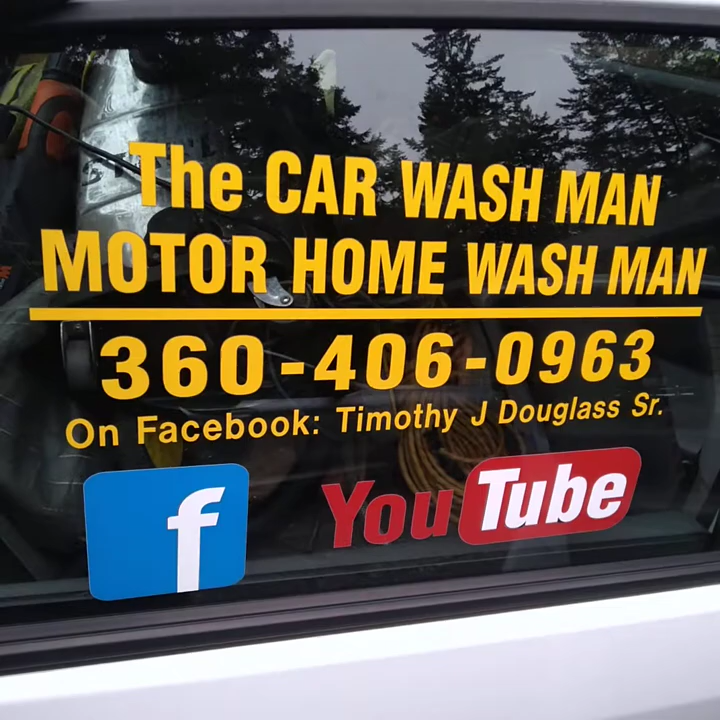 The CAR WASH MAN
MOTOR HOME WASH MAN
360-406-0963
On Facebook: Timothy J Douglass Sr.
f YouTube